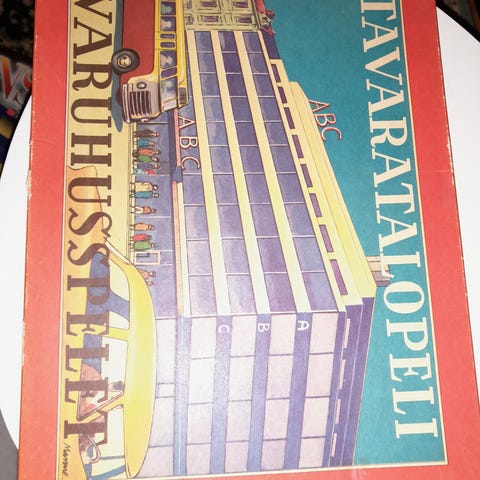 TAVARATALOPELI
ABC
ABC
A
B
C
VARUHUSSPELET